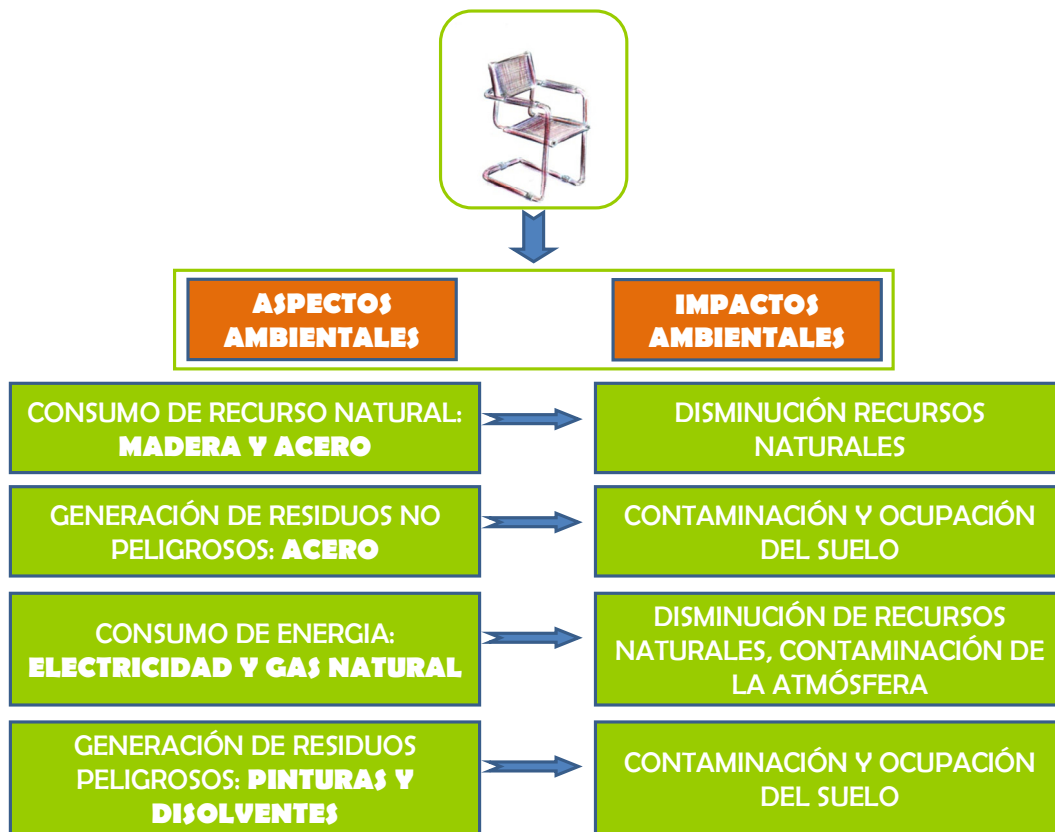 ASPECTOS
AMBIENTALES
IMPACTOS
AMBIENTALES
CONSUMO DE RECURSO NATURAL:
MADERA Y ACERO
DISMINUCIÓN RECURSOS
NATURALES
GENERACIÓN DE RESIDUOS NO
PELIGROSOS: ACERO
CONTAMINACIÓN Y OCUPACIÓN
DEL SUELO
CONSUMO DE ENERGIA:
ELECTRICIDAD Y GAS NATURAL
DISMINUCIÓN DE RECURSOS
NATURALES, CONTAMINACIÓN DE
LA ATMÓSFERA
GENERACIÓN DE RESIDUOS
PELIGROSOS: PINTURAS Y
DISOLVENTES
CONTAMINACIÓN Y OCUPACIÓN
DEL SUELO